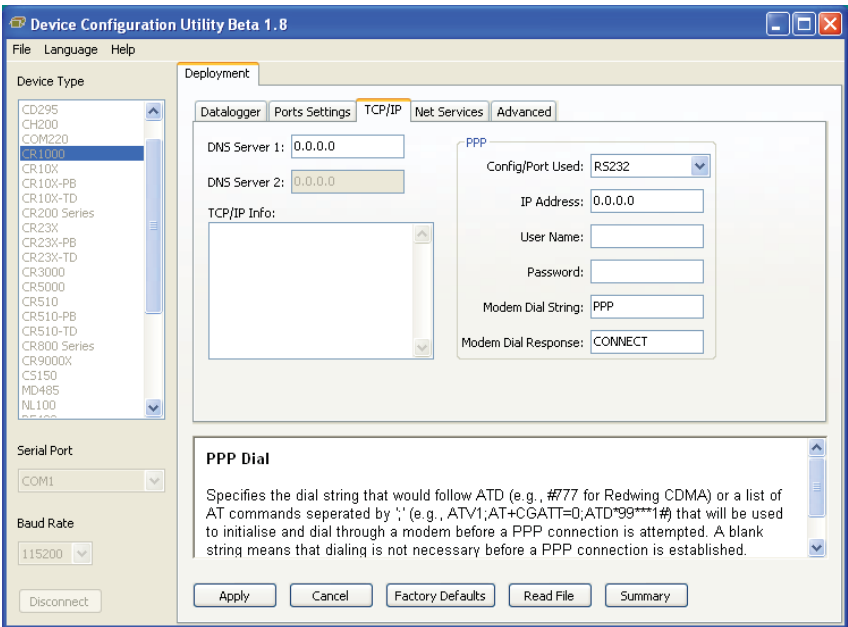 Device Configuration Utility Beta 1.8
File Language Help
Device Type
CD295
CH200
COM220
CR1000
CR10X
CR10X-PB
CR10X-TD
CR200 Series
CR23X
CR23X-PB
CR23X-TD
CR3000
CR5000
CR510
CR510-PB
CR510-TD
CR800 Series
CR9000X
CS150
MD485
NL100
Serial Port
COM1
Baud Rate
115200
Disconnect
Deployment
Datalogger Ports Settings TCP/IP Net Services Advanced
DNS Server 1: 0.0.0.0
DNS Server 2: 0.0.0.0
TCP/IP Info:
PPP
Config/Port Used: RS232
IP Address: 0.0.0.0
User Name:
Password:
Modem Dial String: PPP
Modem Dial Response: CONNECT
PPP Dial
Specifies the dial string that would follow ATD (e.g., #777 for Redwing CDMA) or a list of
AT commands seperated by ';' (e.g., ATV1;AT+CGATT=0;ATD*99***1#) that will be used
to initialise and dial through a modem before a PPP connection is attempted. A blank
string means that dialing is not necessary before a PPP connection is established.
Apply Cancel Factory Defaults Read File Summary